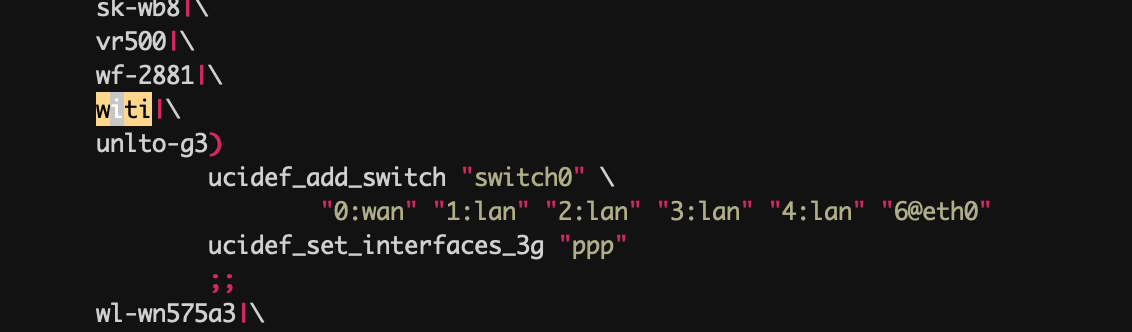 sk-wb8|\
vr500|\
wf-2881|\
witi|\
unlto-g3)
ucidef_add_switch "switch0" \
"0:wan" "1:lan" "2:lan" "3:lan" "4:lan" "6@eth0"
ucidef_set_interfaces_3g "ppp"
;;
wl-wn575a3|\